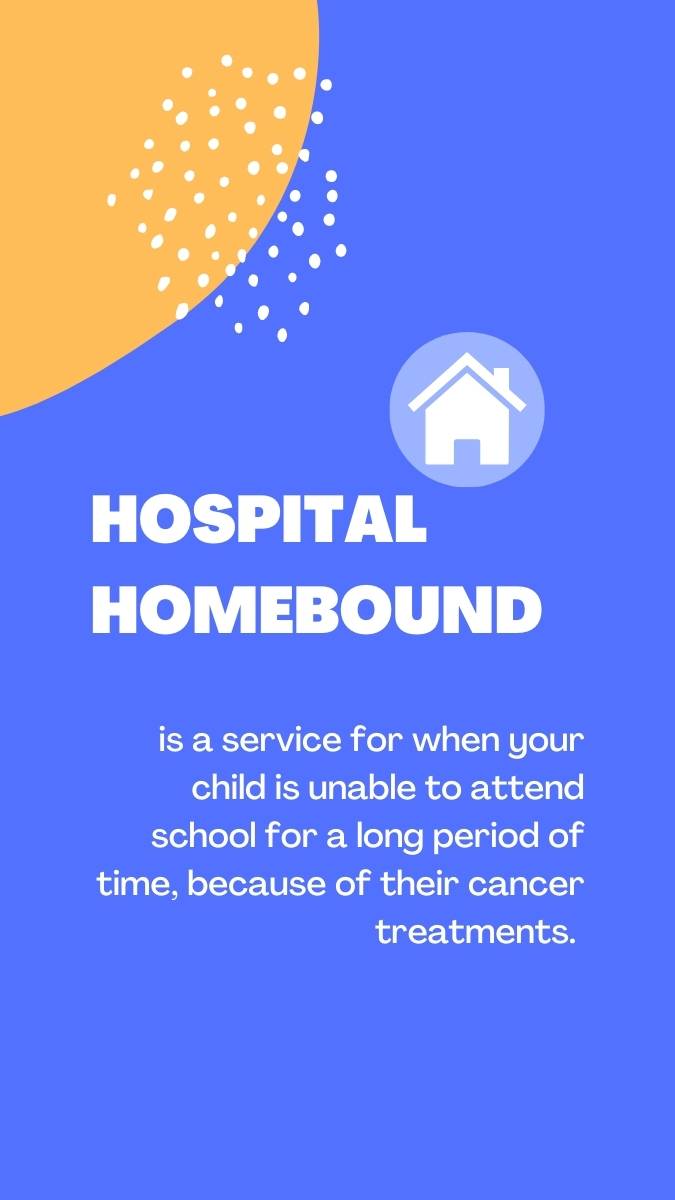 HOSPITAL
HOMEBOUND
is a service for when your
child is unable to attend
school for a long period of
time, because of their cancer
treatments.